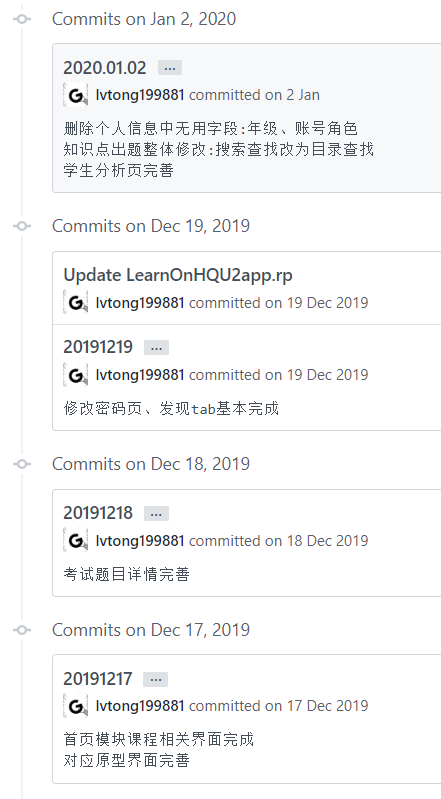 Commits on Jan 2, 2020
2020.01.02 ...
lvtong199881 committed on 2 Jan
删除个人信息中无用字段:年级、账号角色
知识点出题整体修改:搜索查找改为目录查找
学生分析页完善
Commits on Dec 19, 2019
Update LearnOnHQU2app.rp
lvtong199881 committed on 19 Dec 2019
20191219 ...
lvtong199881 committed on 19 Dec 2019
修改密码页、发现tab基本完成
Commits on Dec 18, 2019
20191218 ...
lvtong199881 committed on 18 Dec 2019
考试题目详情完善
Commits on Dec 17, 2019
20191217 ...
lvtong199881 committed on 17 Dec 2019
首页模块课程相关界面完成
对应原型界面完善